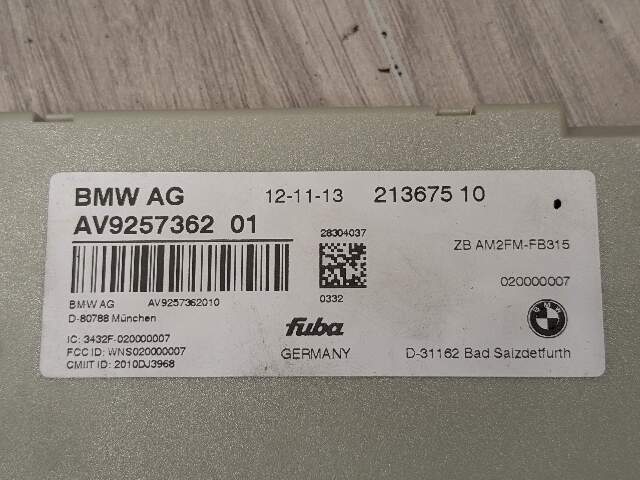 BMW AG 12-11-13 213675 10
AV9257362 01
28304037
ZB AM2FM-FB315
020000007
BMW AG AV9257362010
0332
D-80788 München
fuba
IC: 3432F-020000007
FCC ID: WNS020000007
CMIIT ID: 2010DJ3968
GERMANY
D-31162 Bad Salzdetfurth